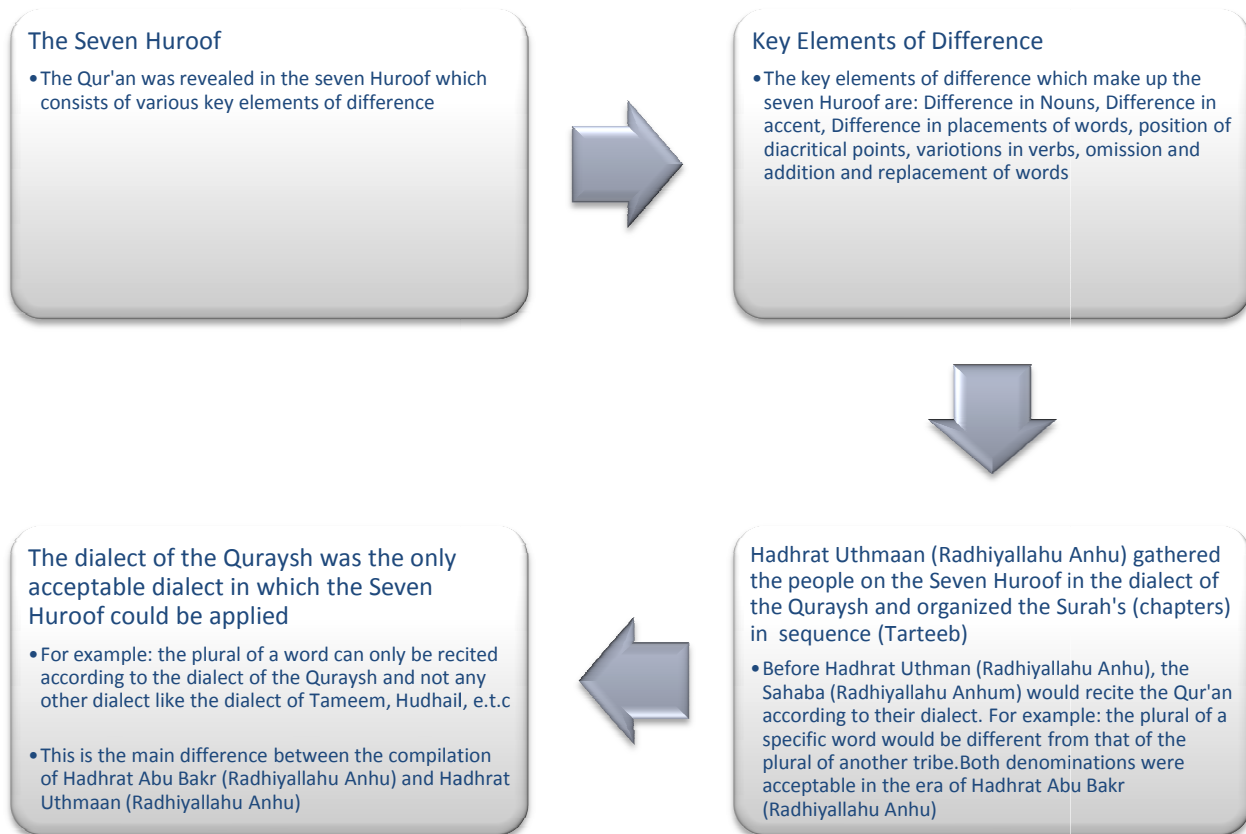 The Seven Huroof
•The Qur'an was revealed in the seven Huroof which
consists of various key elements of difference
Key Elements of Difference
•The key elements of difference which make up the
seven Huroof are: Difference in Nouns, Difference in
accent, Difference in placements of words, position of
diacritical points, variotions in verbs, omission and
addition and replacement of words
Hadhrat Uthmaan (Radhiyallahu Anhu) gathered
the people on the Seven Huroof in the dialect of
the Quraysh and organized the Surah's (chapters)
in sequence (Tarteeb)
•Before Hadhrat Uthman (Radhiyallahu Anhu), the
Sahaba (Radhiyallahu Anhum) would recite the Qur'an
according to their dialect. For example: the plural of a
specific word would be different from that of the
plural of another tribe.Both denominations were
acceptable in the era of Hadhrat Abu Bakr
(Radhiyallahu Anhu)
The dialect of the Quraysh was the only
acceptable dialect in which the Seven
Huroof could be applied
•For example: the plural of a word can only be recited
according to the dialect of the Quraysh and not any
other dialect like the dialect of Tameem, Hudhail, e.t.c
•This is the main difference between the compilation
of Hadhrat Abu Bakr (Radhiyallahu Anhu) and Hadhrat
Uthmaan (Radhiyallahu Anhu)